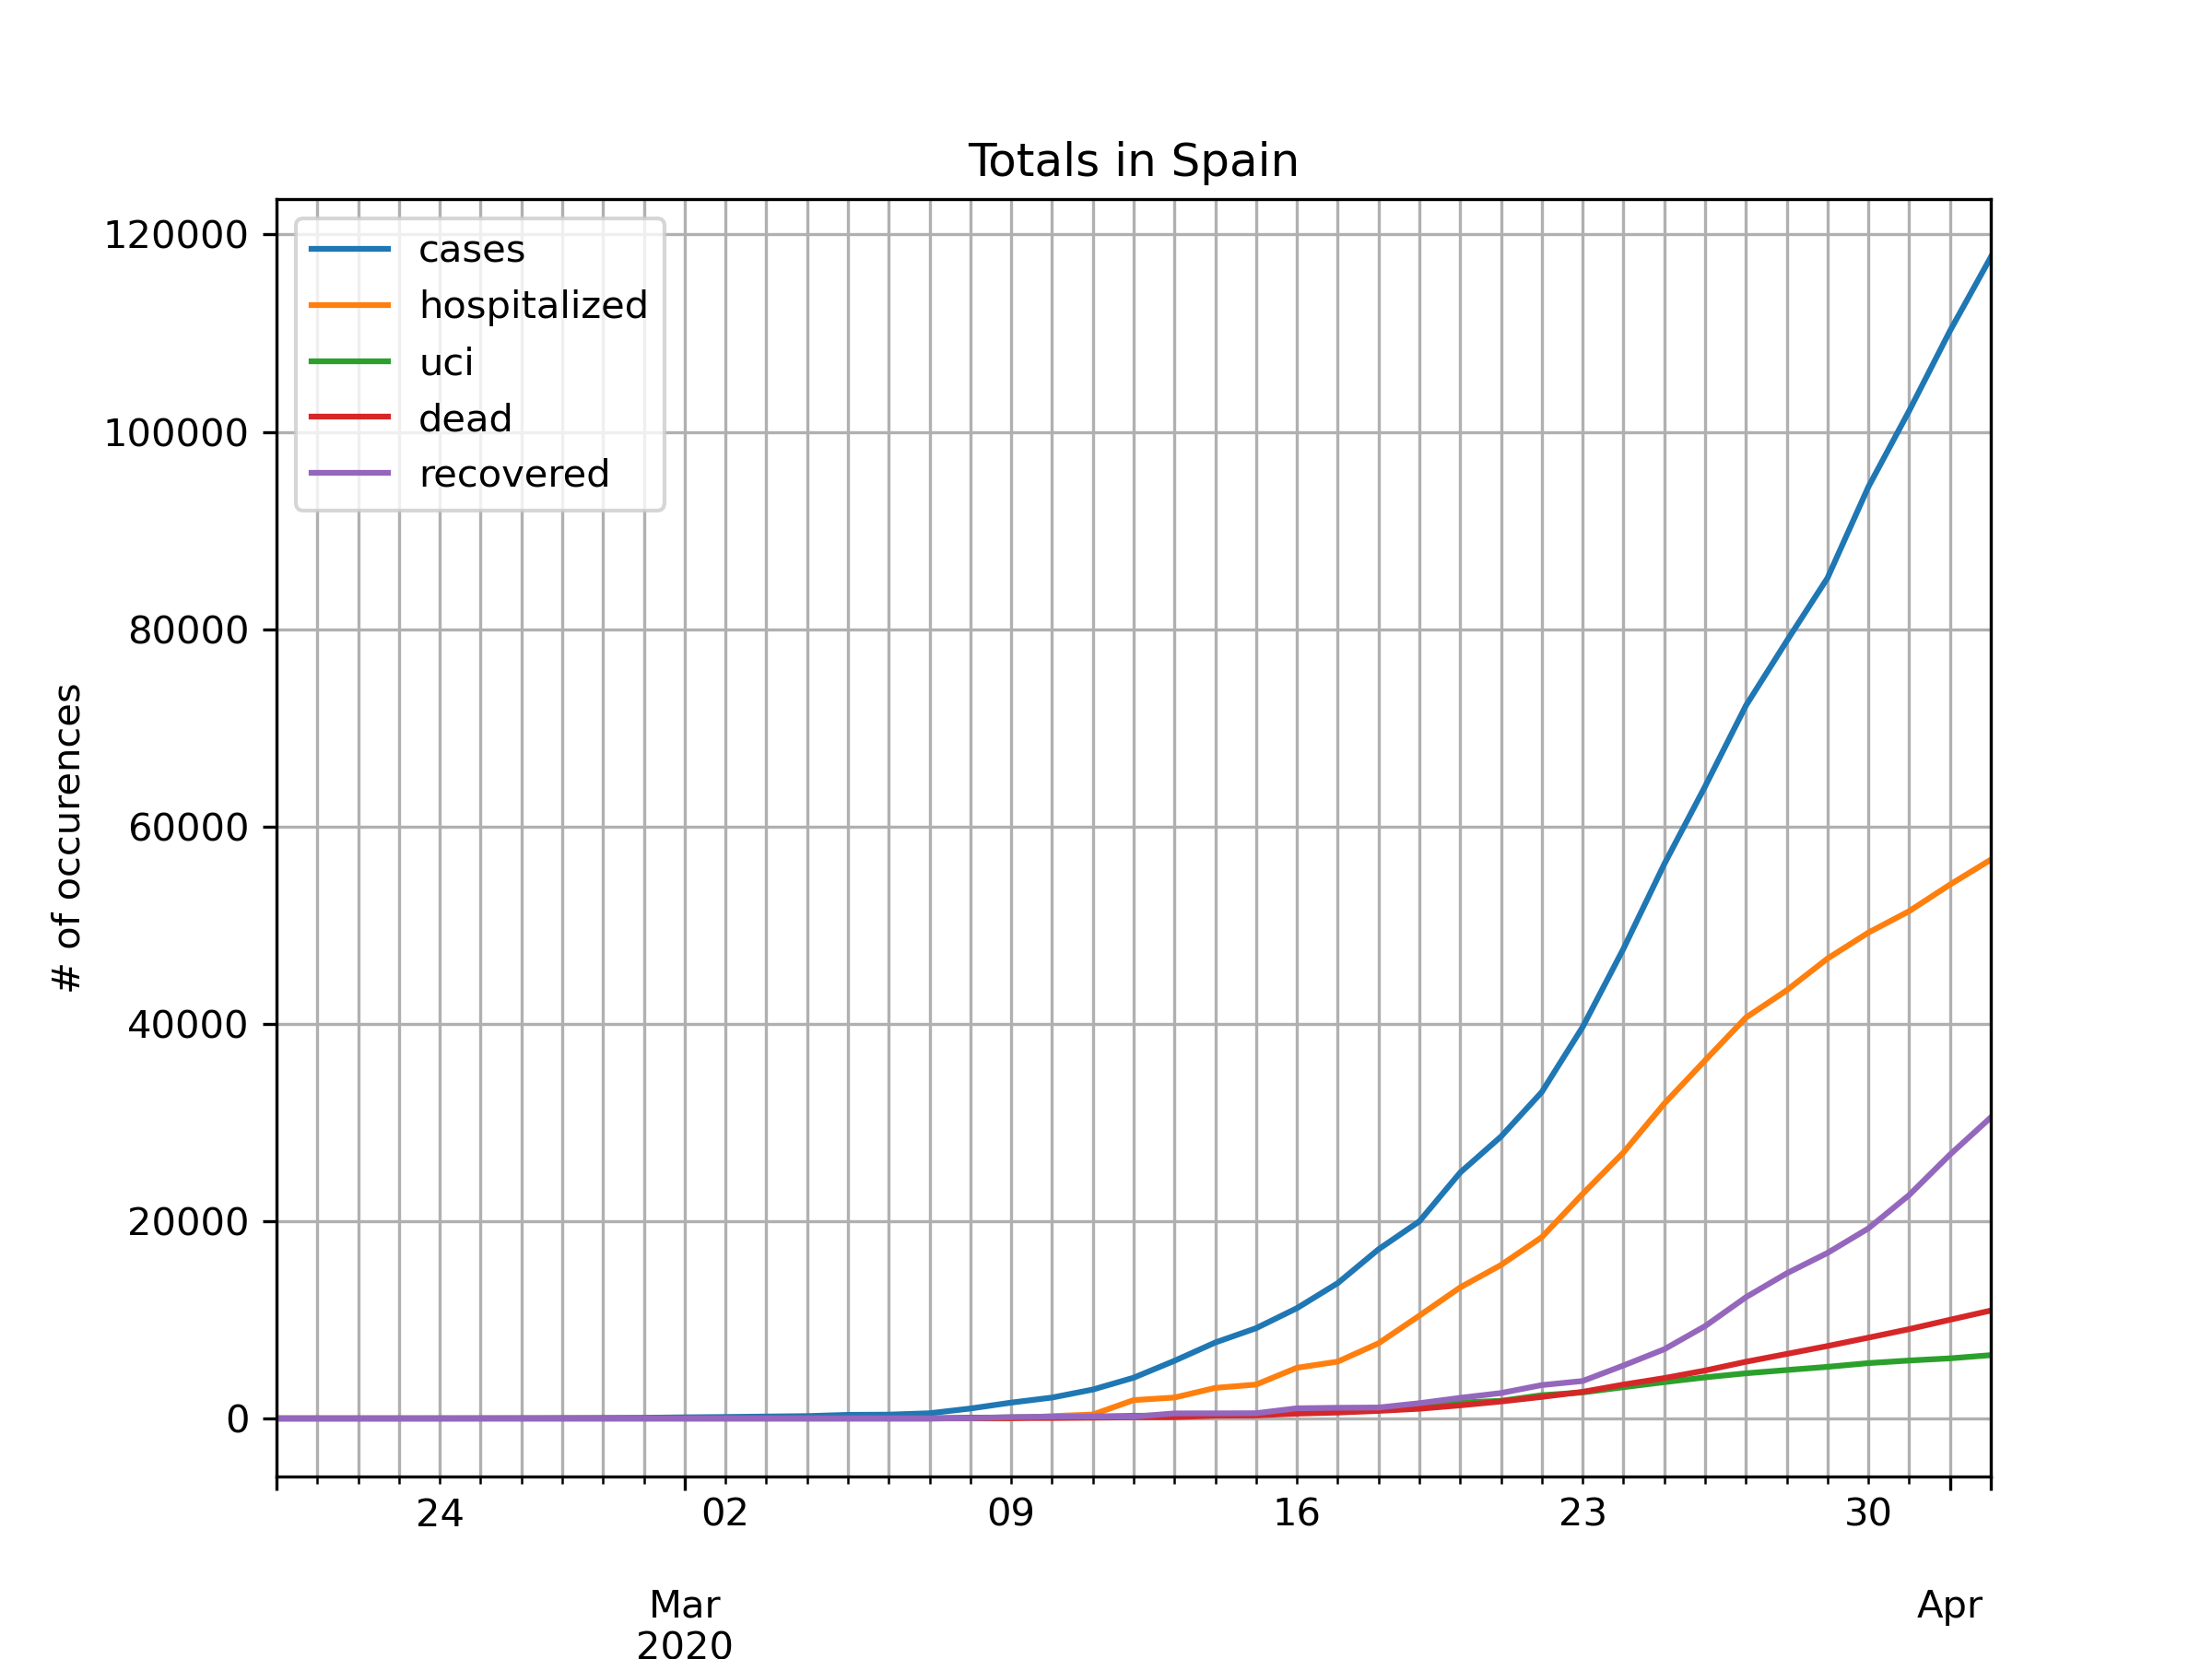 Totals in Spain
120000
100000
80000
60000
40000
20000
0
# of occurences
cases
hospitalized
uci
dead
recovered
24
02
09
16
23
30
Mar
2020
Apr